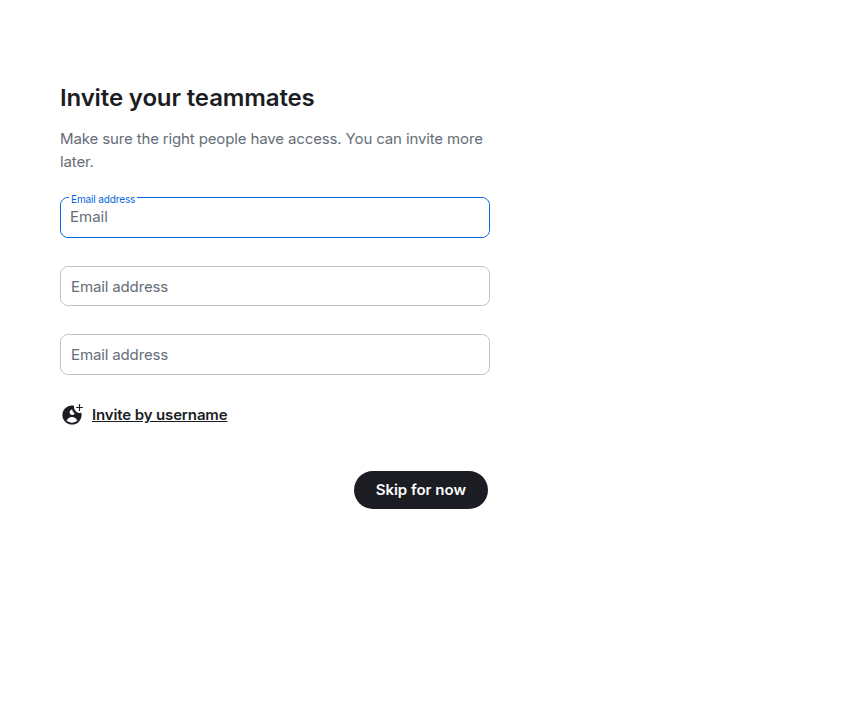 Invite your teammates
Make sure the right people have access. You can invite more
later.
Email address
Email
Email address
Email address
Invite by username
Skip for now